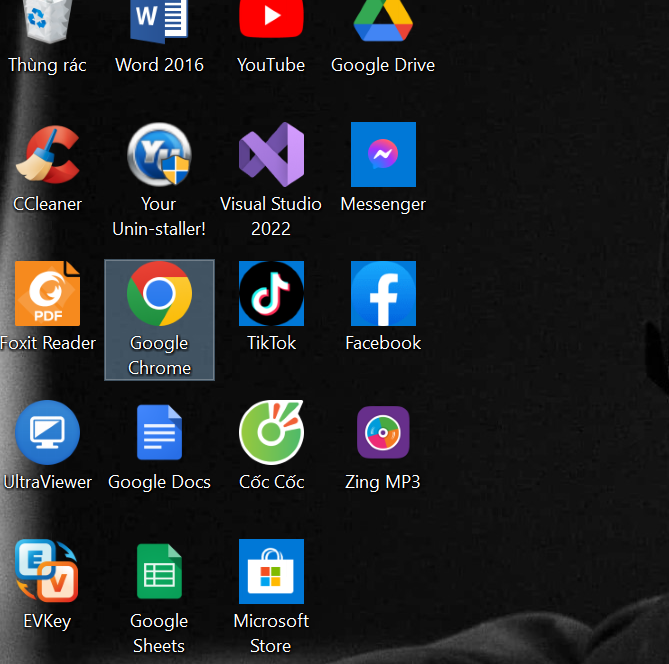 Thùng rác
Word 2016
YouTube
Google Drive
CCleaner
Your
Unin-staller!
Visual Studio
2022
Messenger
PDF
Foxit Reader
Google
Chrome
TikTok
Facebook
UltraViewer
Google Docs
Cốc Cốc
Zing MP3
EVKey
Google
Sheets
Microsoft
Store